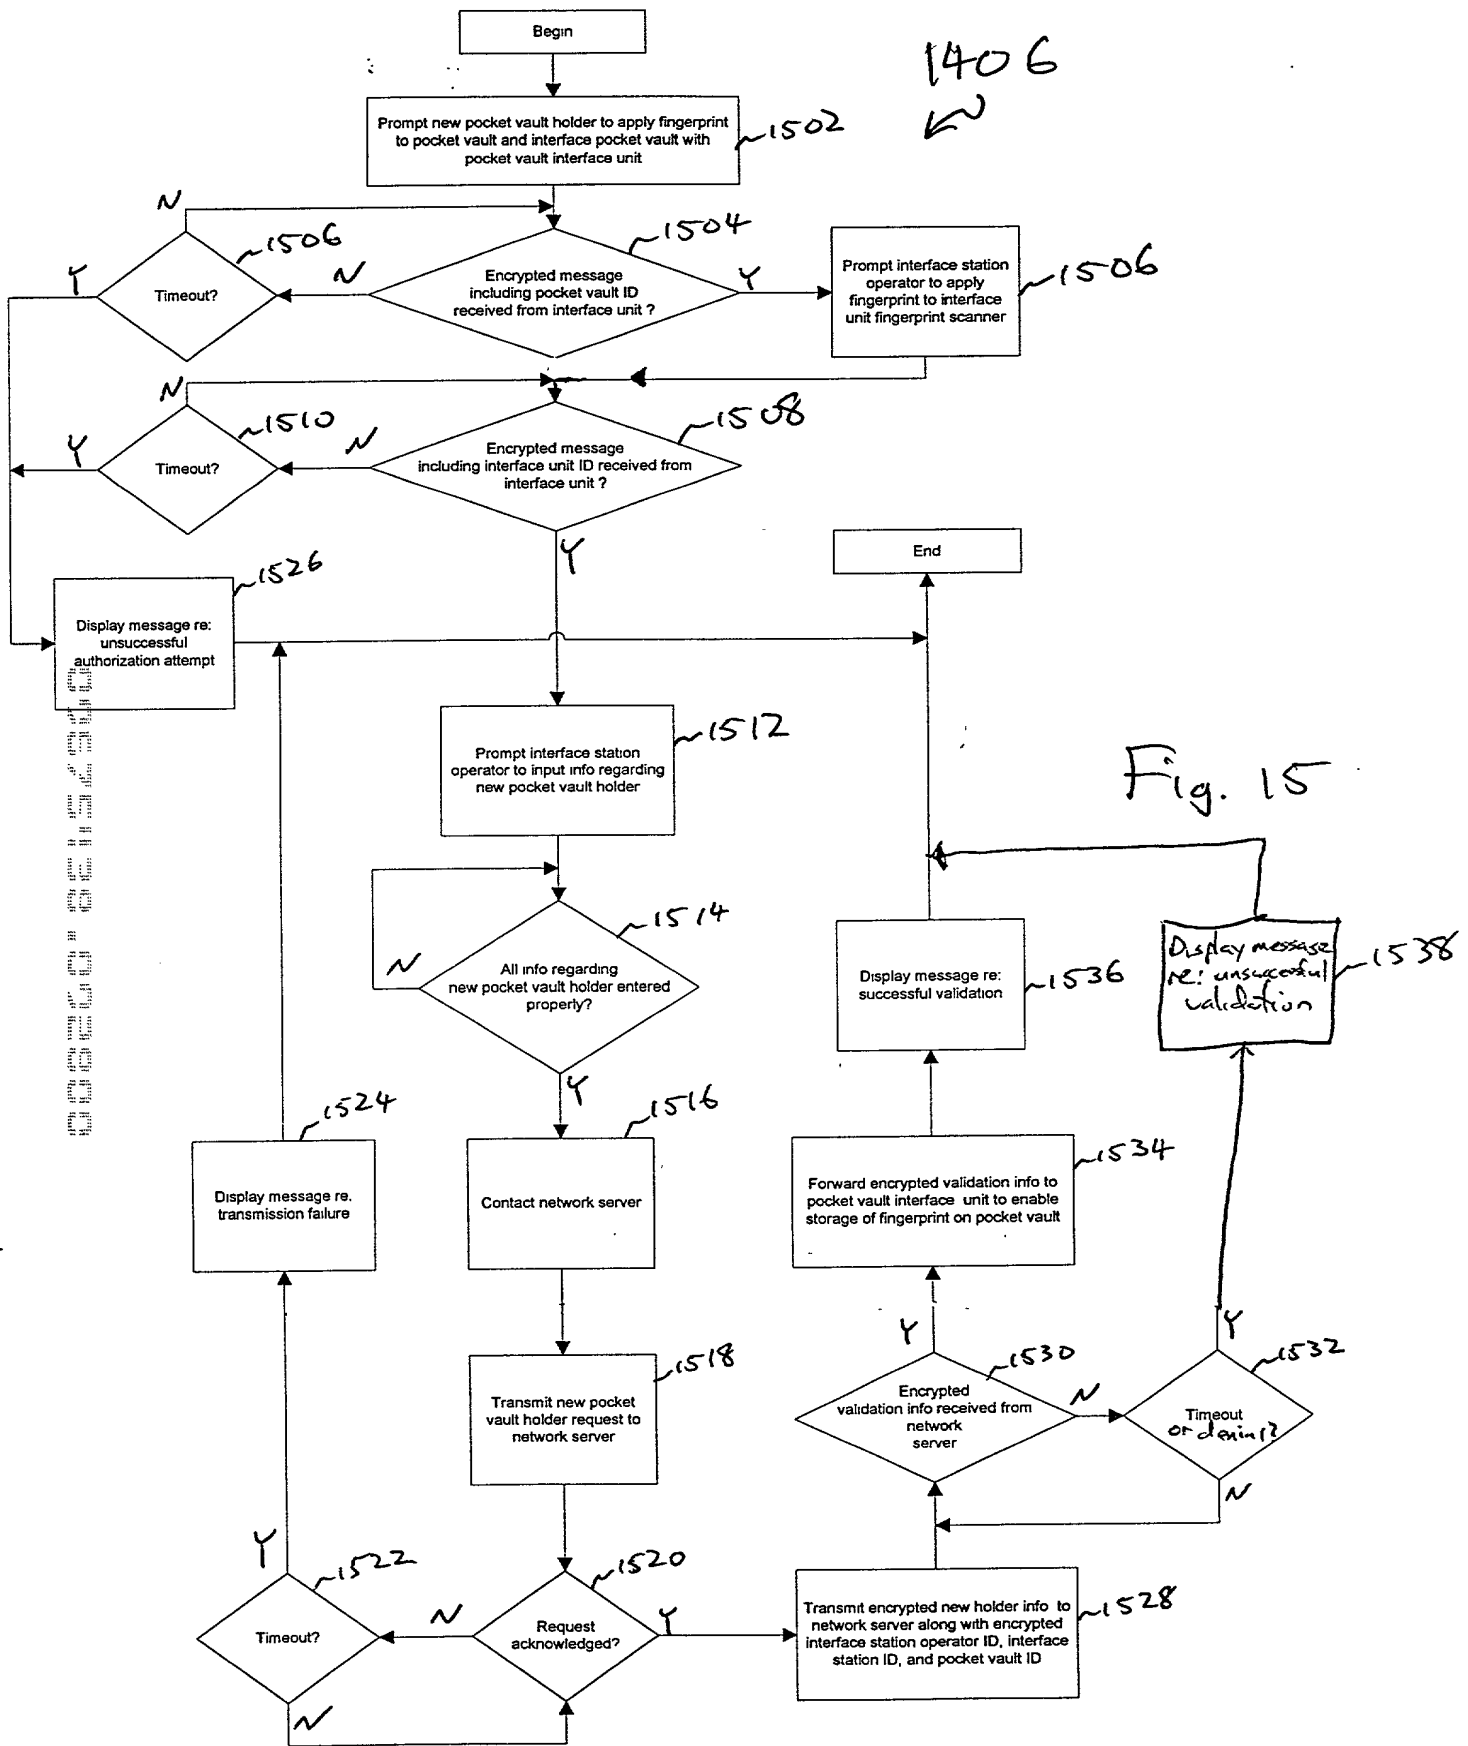 Begin
1406
Prompt new pocket vault holder to apply fingerprint
to pocket vault and interface pocket vault with
pocket vault interface unit
1502
N
1506
Y
Timeout?
N
1504
Encrypted message
including pocket vault ID
received from interface unit ?
Y
Prompt interface station
operator to apply
fingerprint to interface
unit fingerprint scanner
1506
N
1510
Y
Timeout?
N
1508
Encrypted message
including interface unit ID received from
interface unit ?
Y
End
1526
Display message re:
unsuccessful
authorization attempt
Prompt interface station
operator to input info regarding
new pocket vault holder
1512
Fig. 15
1514
All info regarding
new pocket vault holder entered
properly?
N
Y
Display message re:
successful validation
1536
Display message
re: unsuccessful
validation
1538
1524
Display message re.
transmission failure
1516
Contact network server
Forward encrypted validation info to
pocket vault interface unit to enable
storage of fingerprint on pocket vault
1534
1518
Transmit new pocket
vault holder request to
network server
Y
1530
Encrypted
validation info received from
network
server
N
Y
1532
Timeout
or denial?
N
Y
1522
Timeout?
N
N
1520
Request
acknowledged?
Y
Transmit encrypted new holder info to
network server along with encrypted
interface station operator ID, interface
station ID, and pocket vault ID
1528